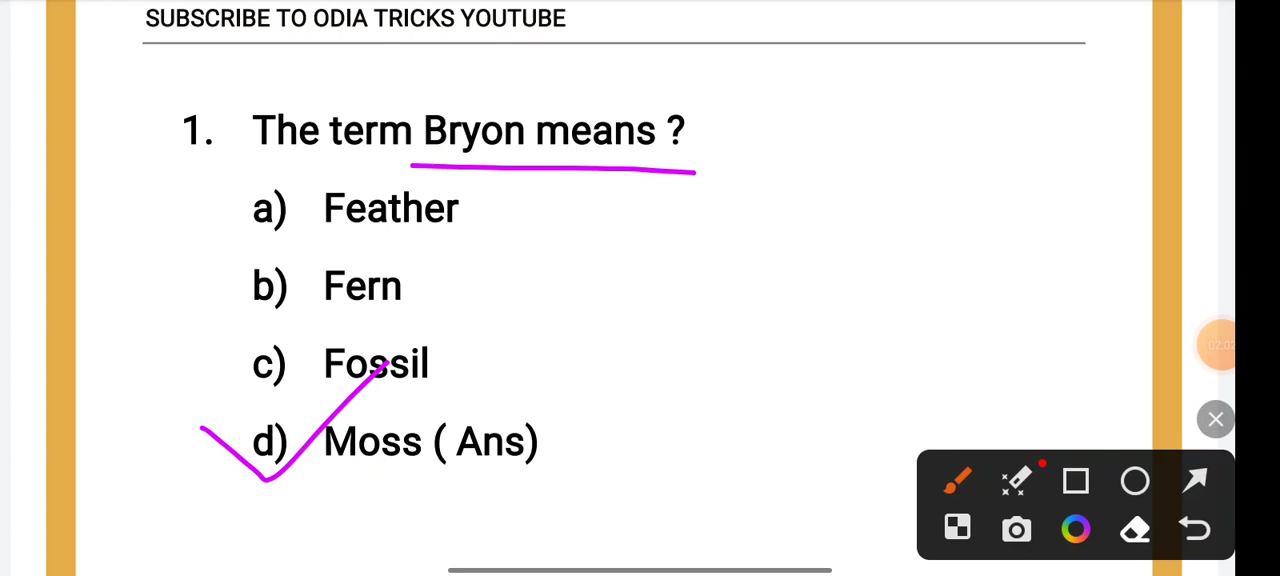 SUBSCRIBE TO ODIA TRICKS YOUTUBE
1. The term Bryon means ?
a) Feather
b) Fern
c) Fossil
d) Moss ( Ans)